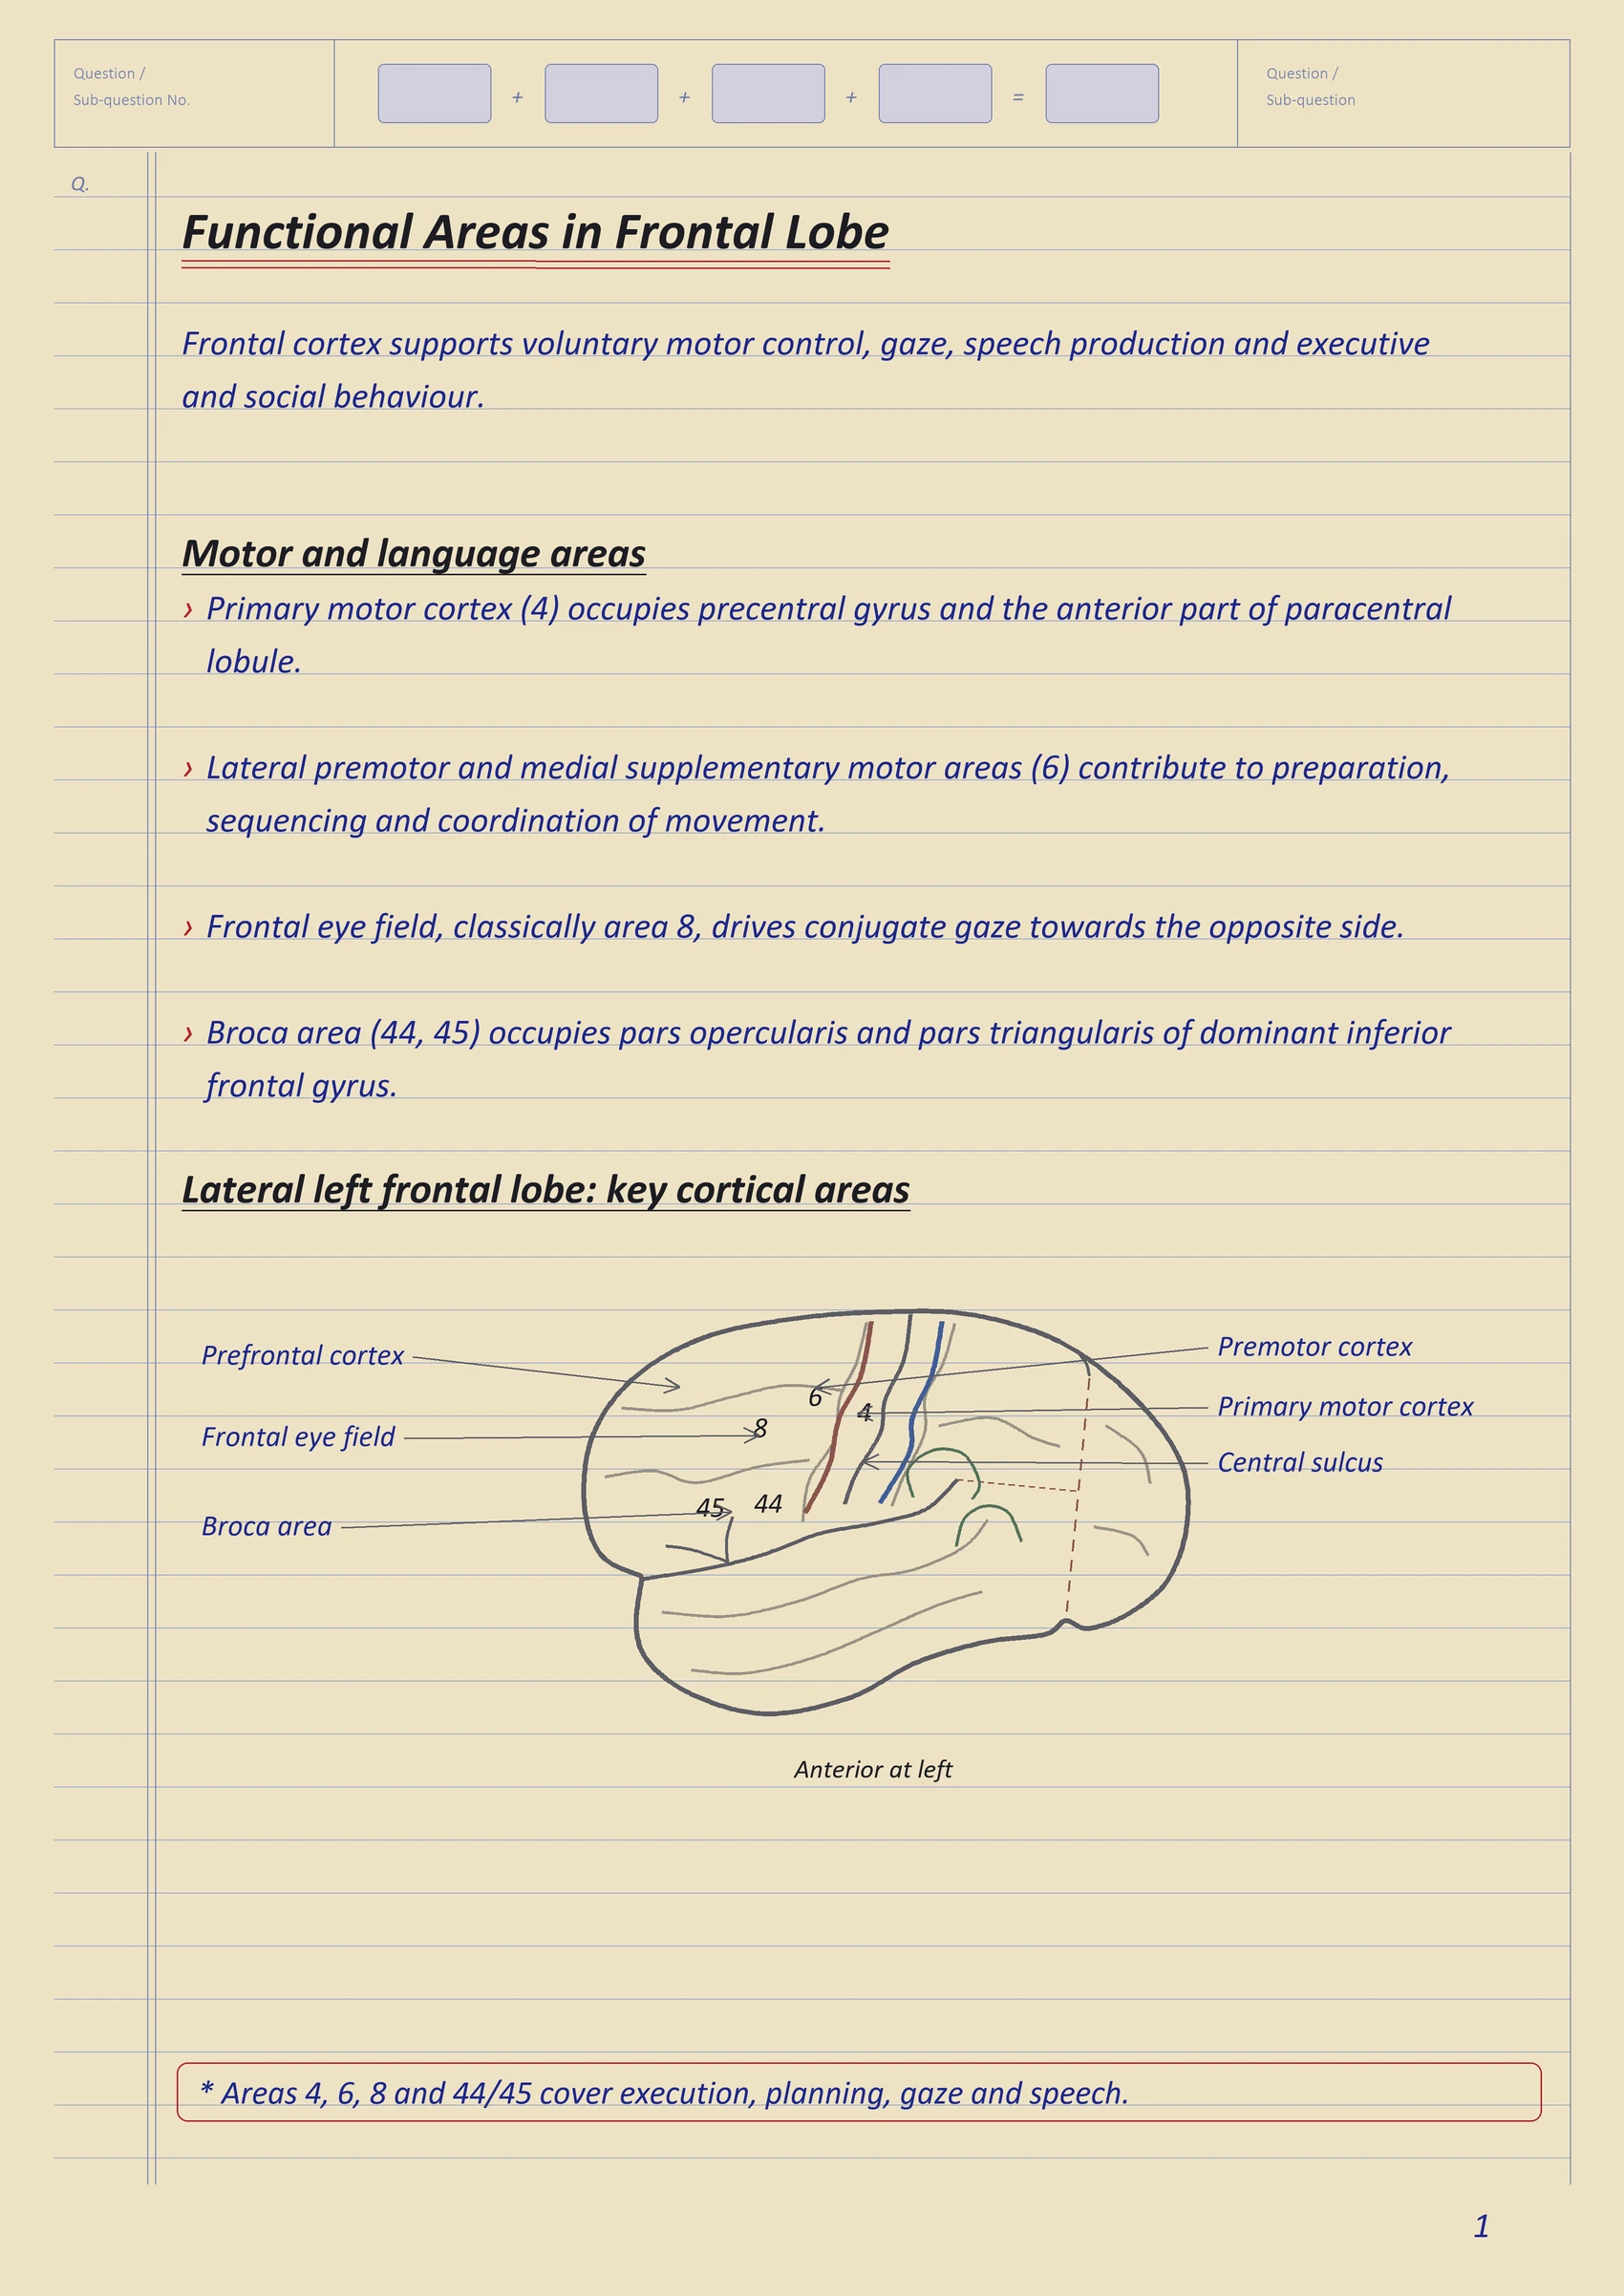 Question /
Sub-question No.
+ + + =
Question /
Sub-question
Q.
Functional Areas in Frontal Lobe
Frontal cortex supports voluntary motor control, gaze, speech production and executive
and social behaviour.
Motor and language areas
› Primary motor cortex (4) occupies precentral gyrus and the anterior part of paracentral
lobule.
› Lateral premotor and medial supplementary motor areas (6) contribute to preparation,
sequencing and coordination of movement.
› Frontal eye field, classically area 8, drives conjugate gaze towards the opposite side.
› Broca area (44, 45) occupies pars opercularis and pars triangularis of dominant inferior
frontal gyrus.
Lateral left frontal lobe: key cortical areas
Prefrontal cortex
Frontal eye field
Broca area
6
4
8
45
44
Premotor cortex
Primary motor cortex
Central sulcus
Anterior at left
* Areas 4, 6, 8 and 44/45 cover execution, planning, gaze and speech.
1